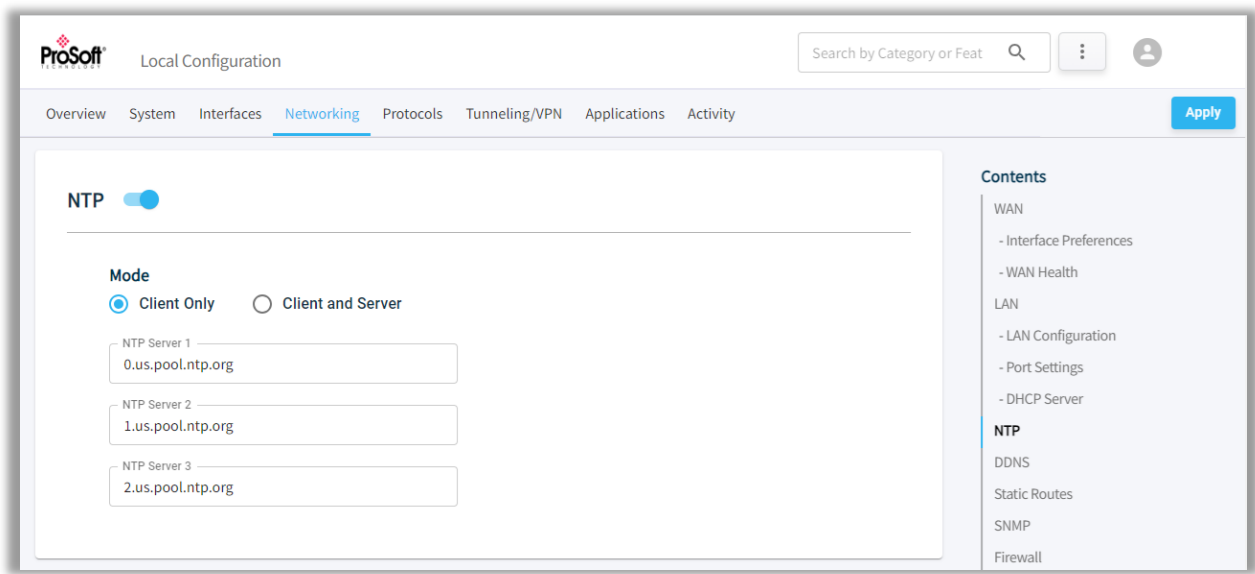 ProSoft
TECHNOLOGY
Local Configuration
Search by Category or Feat
Overview System Interfaces Networking Protocols Tunneling/VPN Applications Activity
Apply
NTP
Mode
Client Only Client and Server
NTP Server 1
0.us.pool.ntp.org
NTP Server 2
1.us.pool.ntp.org
NTP Server 3
2.us.pool.ntp.org
Contents
WAN
- Interface Preferences
- WAN Health
LAN
- LAN Configuration
- Port Settings
- DHCP Server
NTP
DDNS
Static Routes
SNMP
Firewall